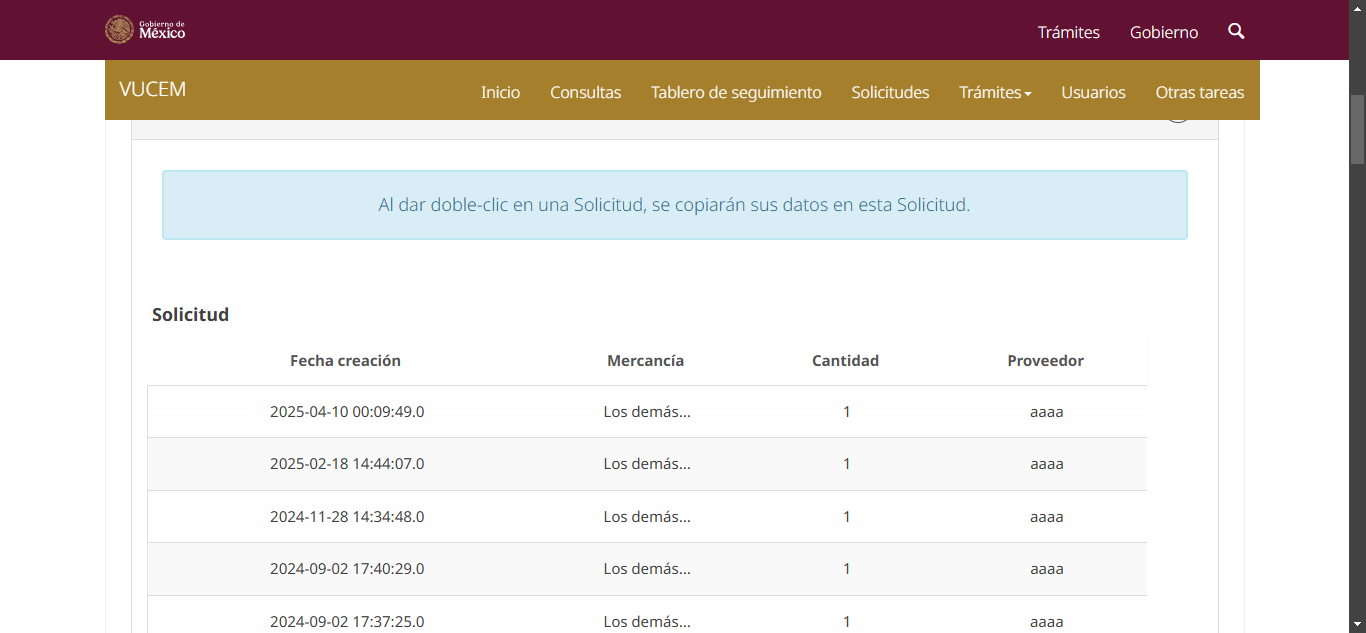 Gobierno de
México
Trámites
Gobierno
VUCEM
Inicio
Consultas
Tablero de seguimiento
Solicitudes
Trámites
Usuarios
Otras tareas
Al dar doble-clic en una Solicitud, se copiarán sus datos en esta Solicitud.
Solicitud
Fecha creación Mercancía Cantidad Proveedor
2025-04-10 00:09:49.0 Los demás... 1 aaaa
2025-02-18 14:44:07.0 Los demás... 1 aaaa
2024-11-28 14:34:48.0 Los demás... 1 aaaa
2024-09-02 17:40:29.0 Los demás... 1 aaaa
2024-09-02 17:37:25.0 Los demás... 1 aaaa